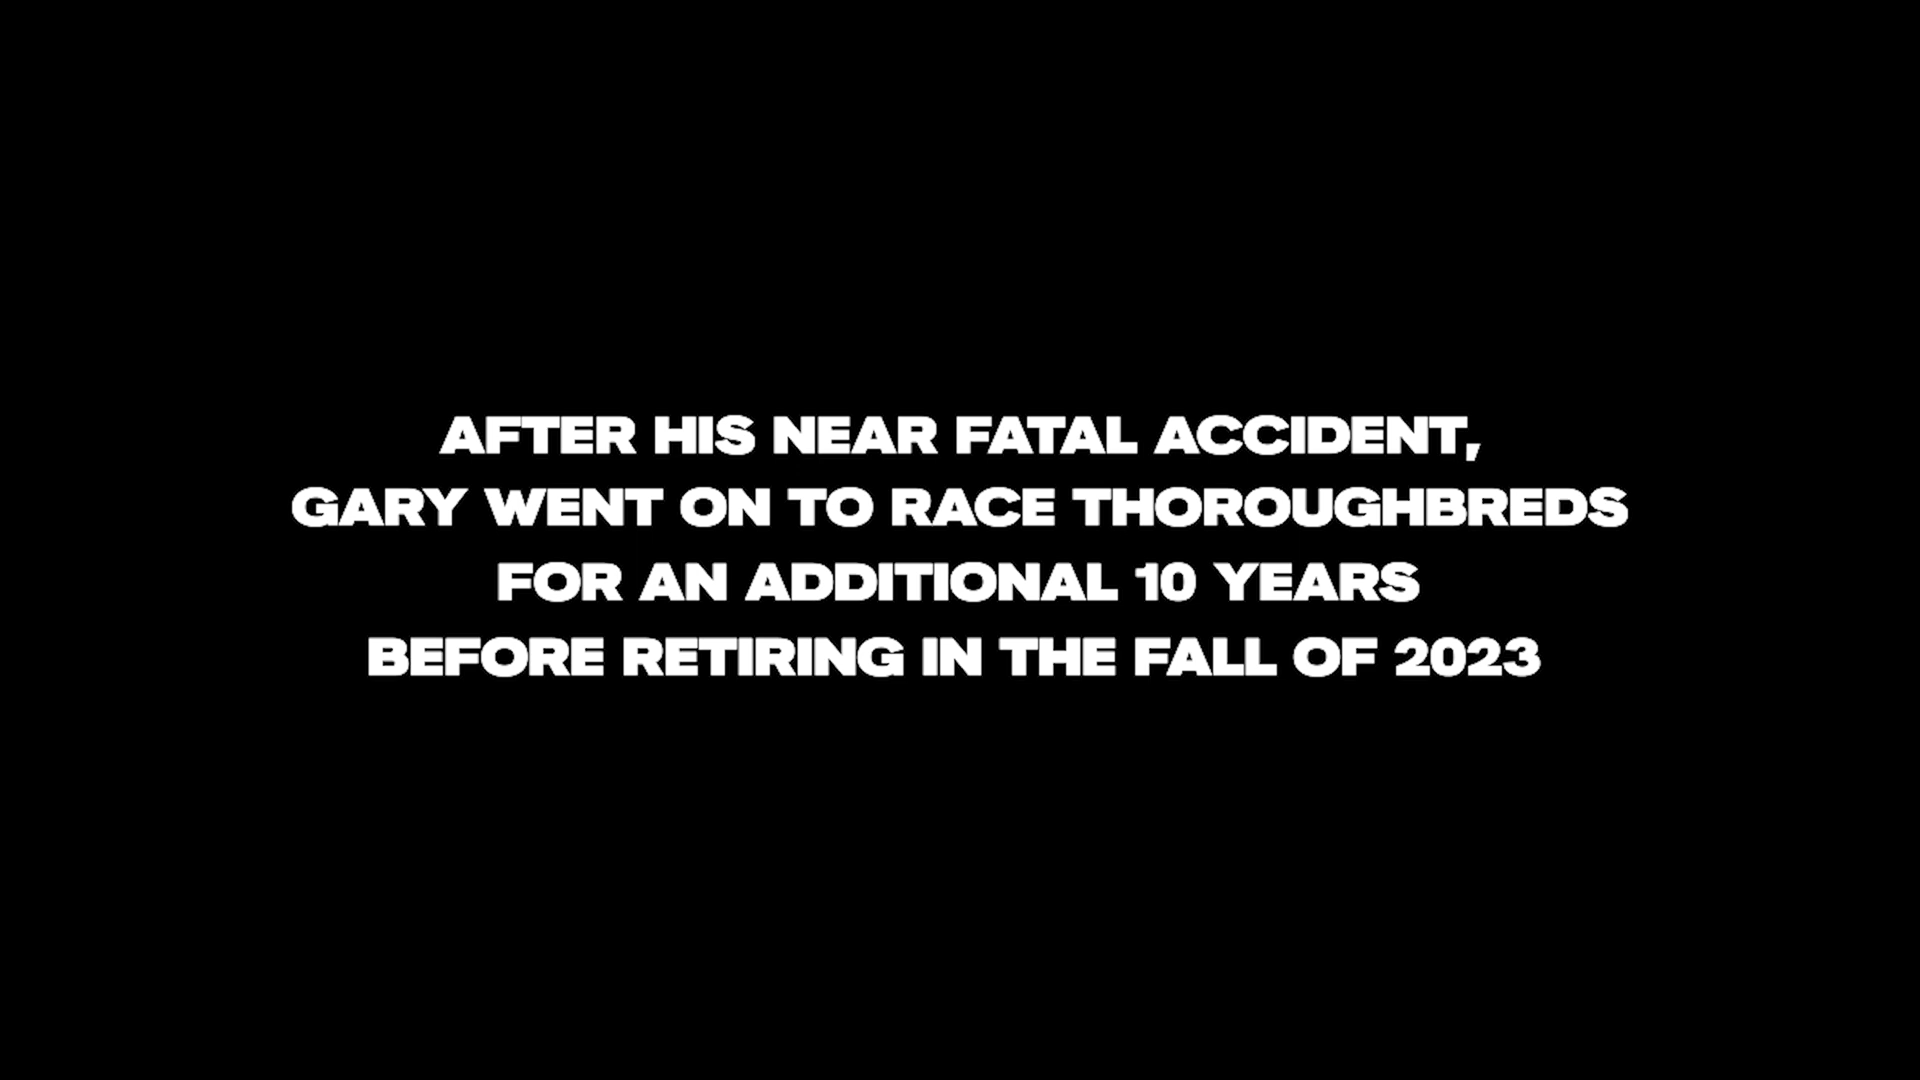 AFTER HIS NEAR FATAL ACCIDENT,
GARY WENT ON TO RACE THOROUGHBREDS
FOR AN ADDITIONAL 10 YEARS
BEFORE RETIRING IN THE FALL OF 2023